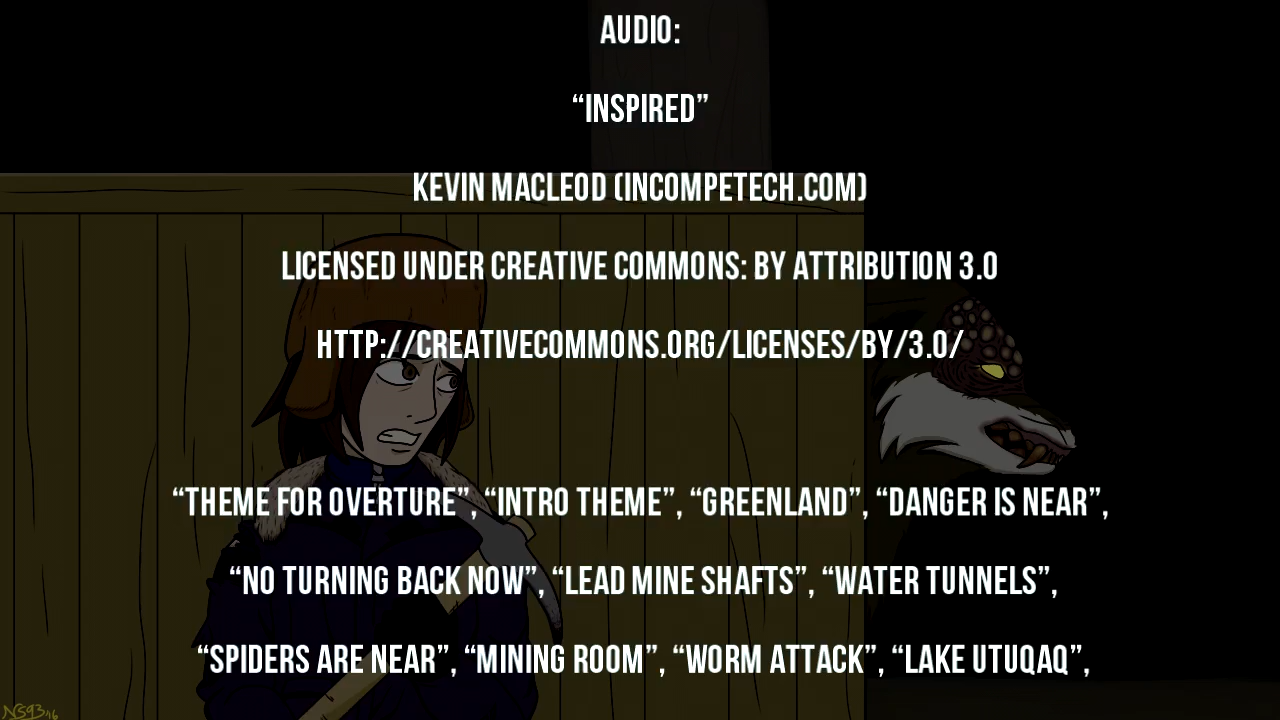 AUDIO:
“INSPIRED”
KEVIN MACLEOD (INCOMPETECH.COM)
LICENSED UNDER CREATIVE COMMONS: BY ATTRIBUTION 3.0
HTTP://CREATIVECOMMONS.ORG/LICENSES/BY/3.0/
“THEME FOR OVERTURE”, “INTRO THEME”, “GREENLAND”, “DANGER IS NEAR”,
“NO TURNING BACK NOW”, “LEAD MINE SHAFTS”, “WATER TUNNELS”,
“SPIDERS ARE NEAR”, “MINING ROOM”, “WORM ATTACK”, “LAKE UTUQAQ”,